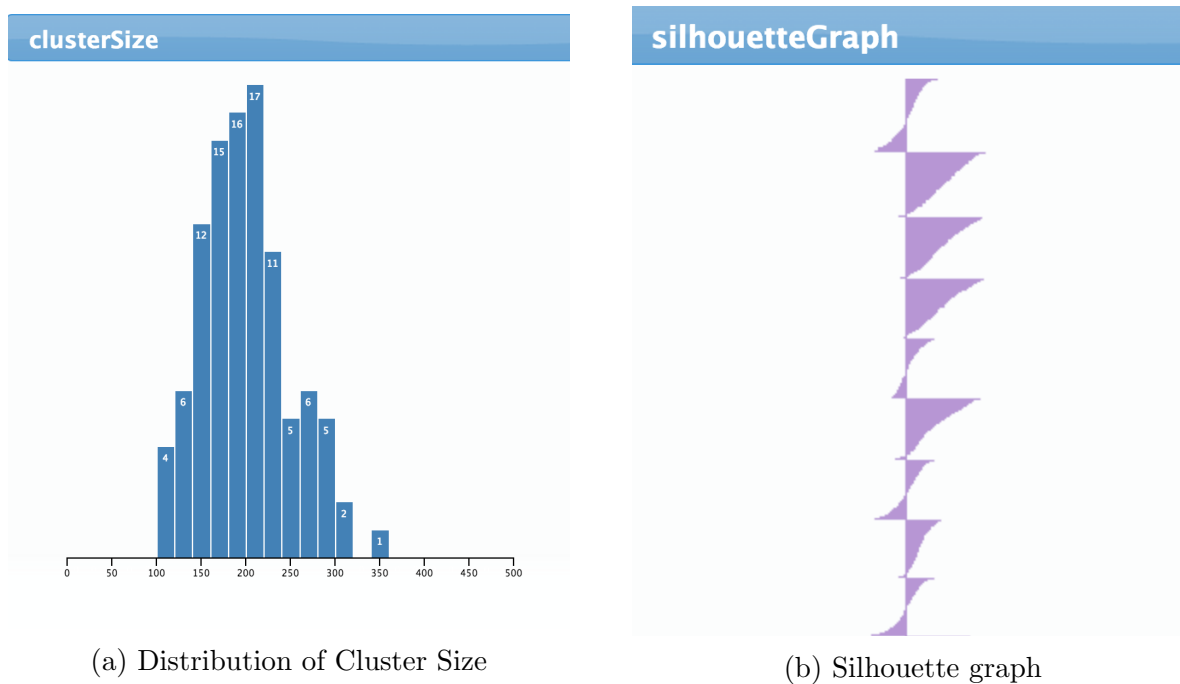 clusterSize
17
16
15
12
11
6
6
5
5
4
2
1
0 50 100 150 200 250 300 350 400 450 500
(a) Distribution of Cluster Size
silhouetteGraph
(b) Silhouette graph